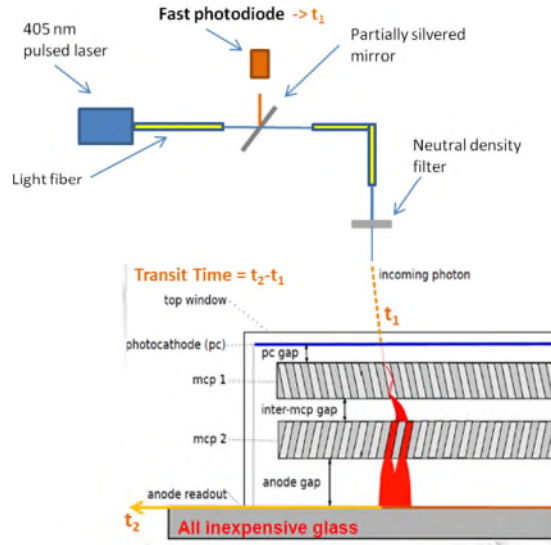 Fast photodiode -> t1
405 nm
pulsed laser
Partially silvered
mirror
Light fiber
Neutral density
filter
Transit Time = t2-t1
incoming photon
top window
t1
photocathode (pc)
pc gap
mcp 1
inter-mcp gap
mcp 2
anode gap
anode readout
t2
All inexpensive glass